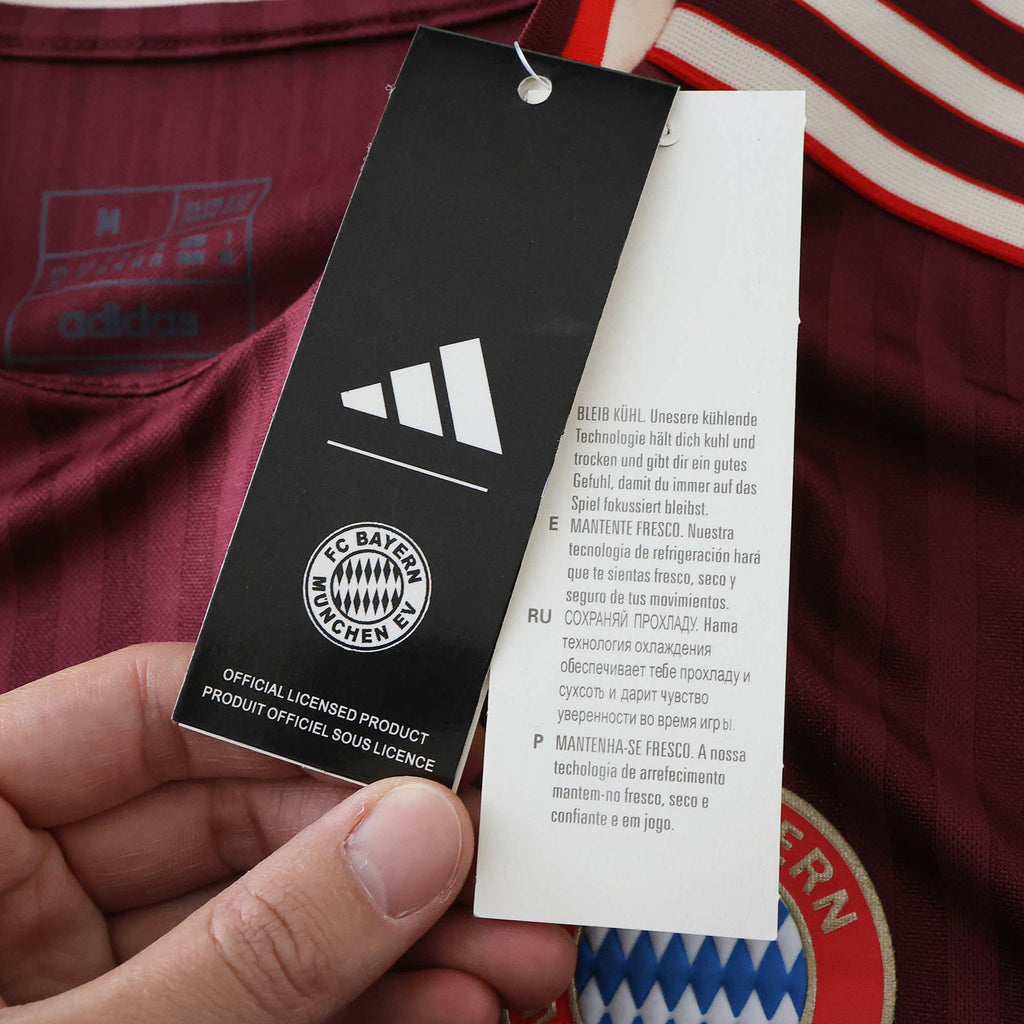 M
adidas
FC BAYERN
MÜNCHEN EV
OFFICIAL LICENSED PRODUCT
PRODUIT OFFICIEL SOUS LICENCE
BLEIB KÜHL. Unesere kühlende
Technologie hält dich kuhl und
trocken und gibt dir ein gutes
Gefuhl, damit du immer auf das
Spiel fokussiert bleibst.
E MANTENTE FRESCO. Nuestra
tecnologia de refrigeración hará
que te sientas fresco, seco y
seguro de tus movimientos.
RU СОХРАНЯЙ ПРОХЛАДУ. Hama
технология охлаждения
обеспечивает тебе прохладу и
сухсоть и дарит чувство
уверенности во время игры.
P MANTENHA-SE FRESCO. A nossa
techologia de arrefecimento
mantem-no fresco, seco e
confiante e em jogo.
ERN